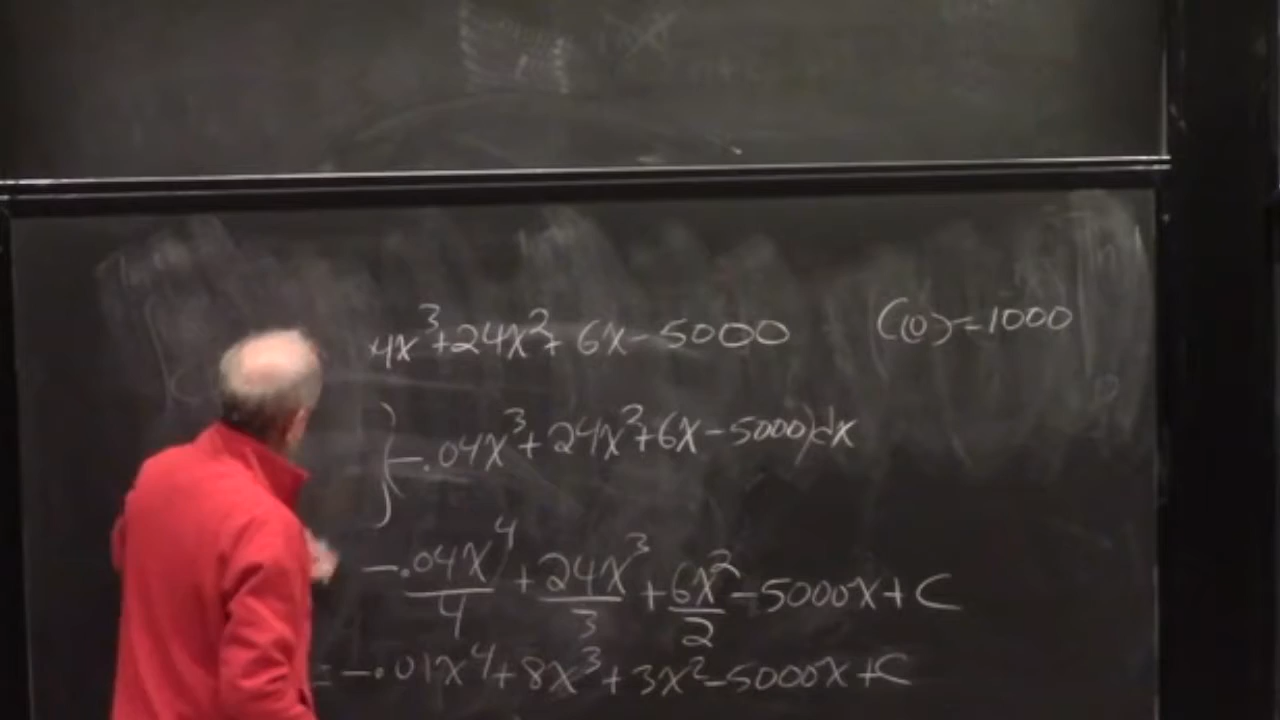 4x³+24x²+ 6x-5000 C(0)=1000
∫(-.04x³+24x³+6x-5000)dx
-.04x⁴/4 + 24x³/3 + 6x²/2 -5000x+C
= -.01x⁴+8x³+3x²-5000x+C